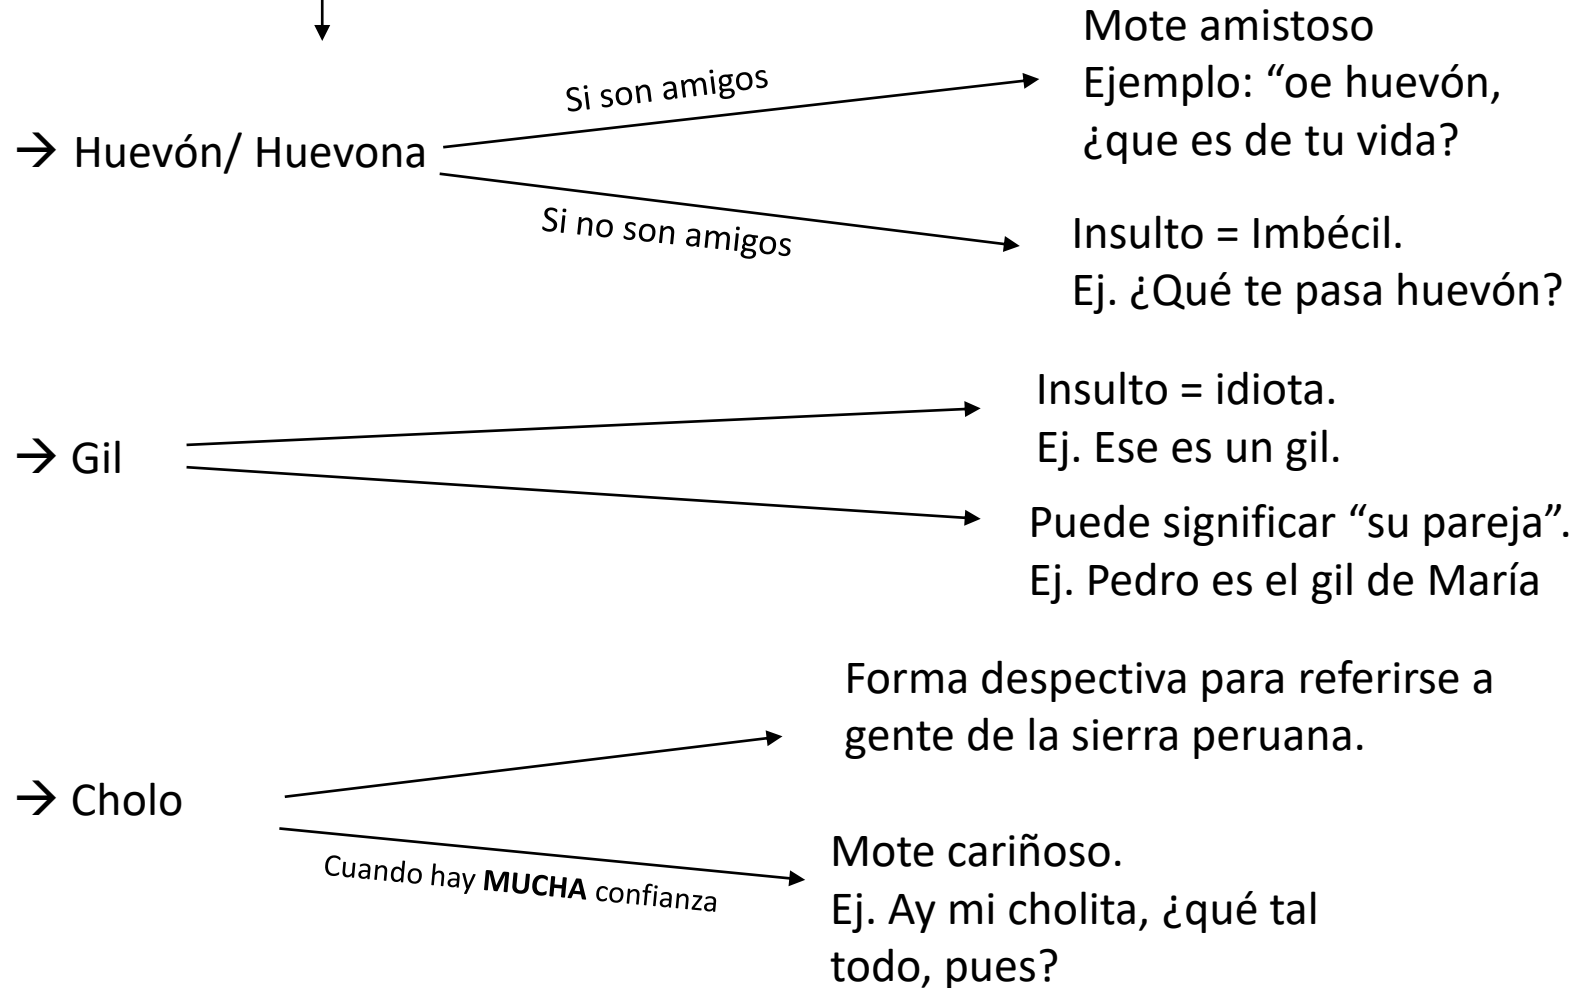 → Huevón/ Huevona
Si son amigos
Mote amistoso
Ejemplo: “oe huevón,
¿que es de tu vida?
Si no son amigos
Insulto = Imbécil.
Ej. ¿Qué te pasa huevón?
→ Gil
Insulto = idiota.
Ej. Ese es un gil.
Puede significar “su pareja”.
Ej. Pedro es el gil de María
→ Cholo
Forma despectiva para referirse a
gente de la sierra peruana.
Cuando hay MUCHA confianza
Mote cariñoso.
Ej. Ay mi cholita, ¿qué tal
todo, pues?